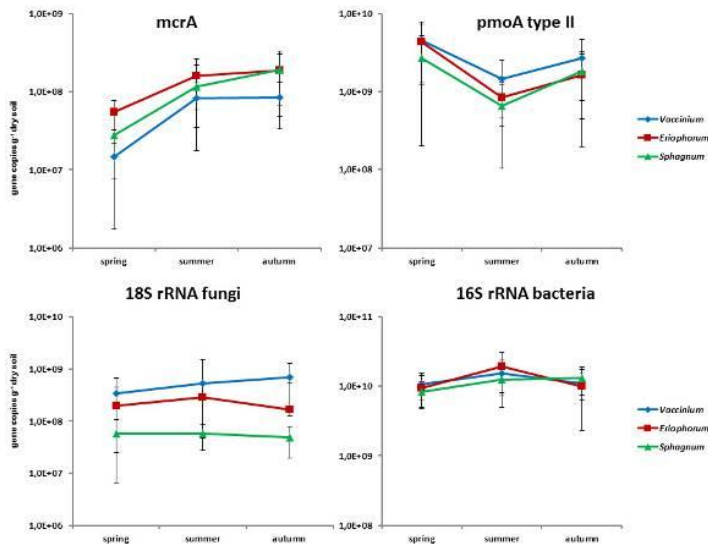 mcrA
1,0E+09
1,0E+08
1,0E+07
1,0E+06
gene copies g⁻¹ dry soil
spring summer autumn
pmoA type II
1,0E+10
1,0E+09
1,0E+08
1,0E+07
spring summer autumn
Vaccinium
Eriophorum
Sphagnum
18S rRNA fungi
1,0E+10
1,0E+09
1,0E+08
1,0E+07
1,0E+06
gene copies g⁻¹ dry soil
spring summer autumn
16S rRNA bacteria
1,0E+11
1,0E+10
1,0E+09
1,0E+08
spring summer autumn
Vaccinium
Eriophorum
Sphagnum